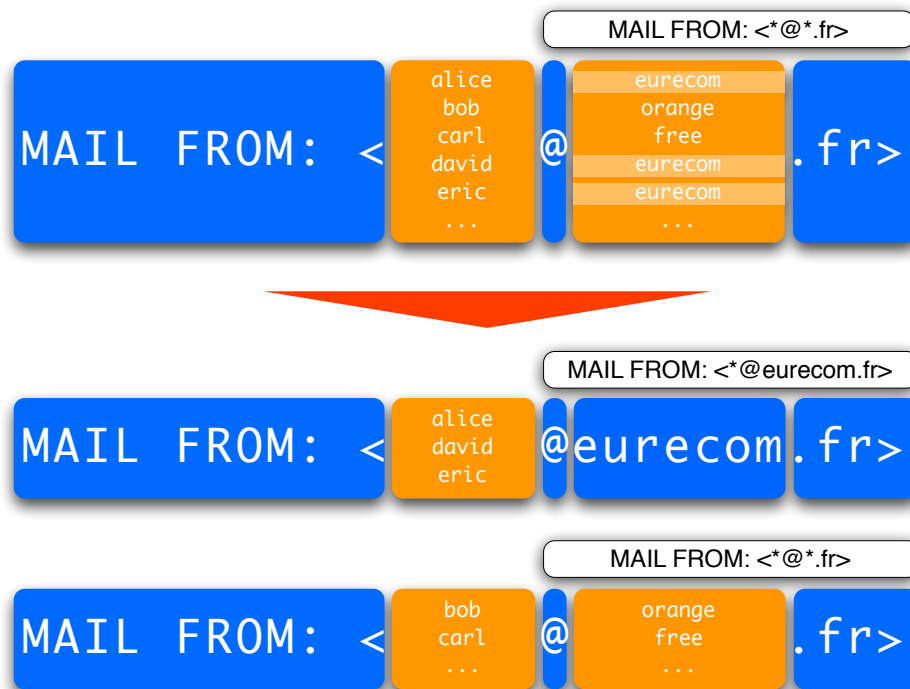 MAIL FROM: <*@*.fr>
alice eurecom
bob orange
MAIL FROM: < carl @ free .fr>
david eurecom
eric eurecom
... ...
MAIL FROM: <*@eurecom.fr>
alice
MAIL FROM: < david @ eurecom .fr>
eric
MAIL FROM: <*@*.fr>
bob orange
MAIL FROM: < carl @ free .fr>
... ...